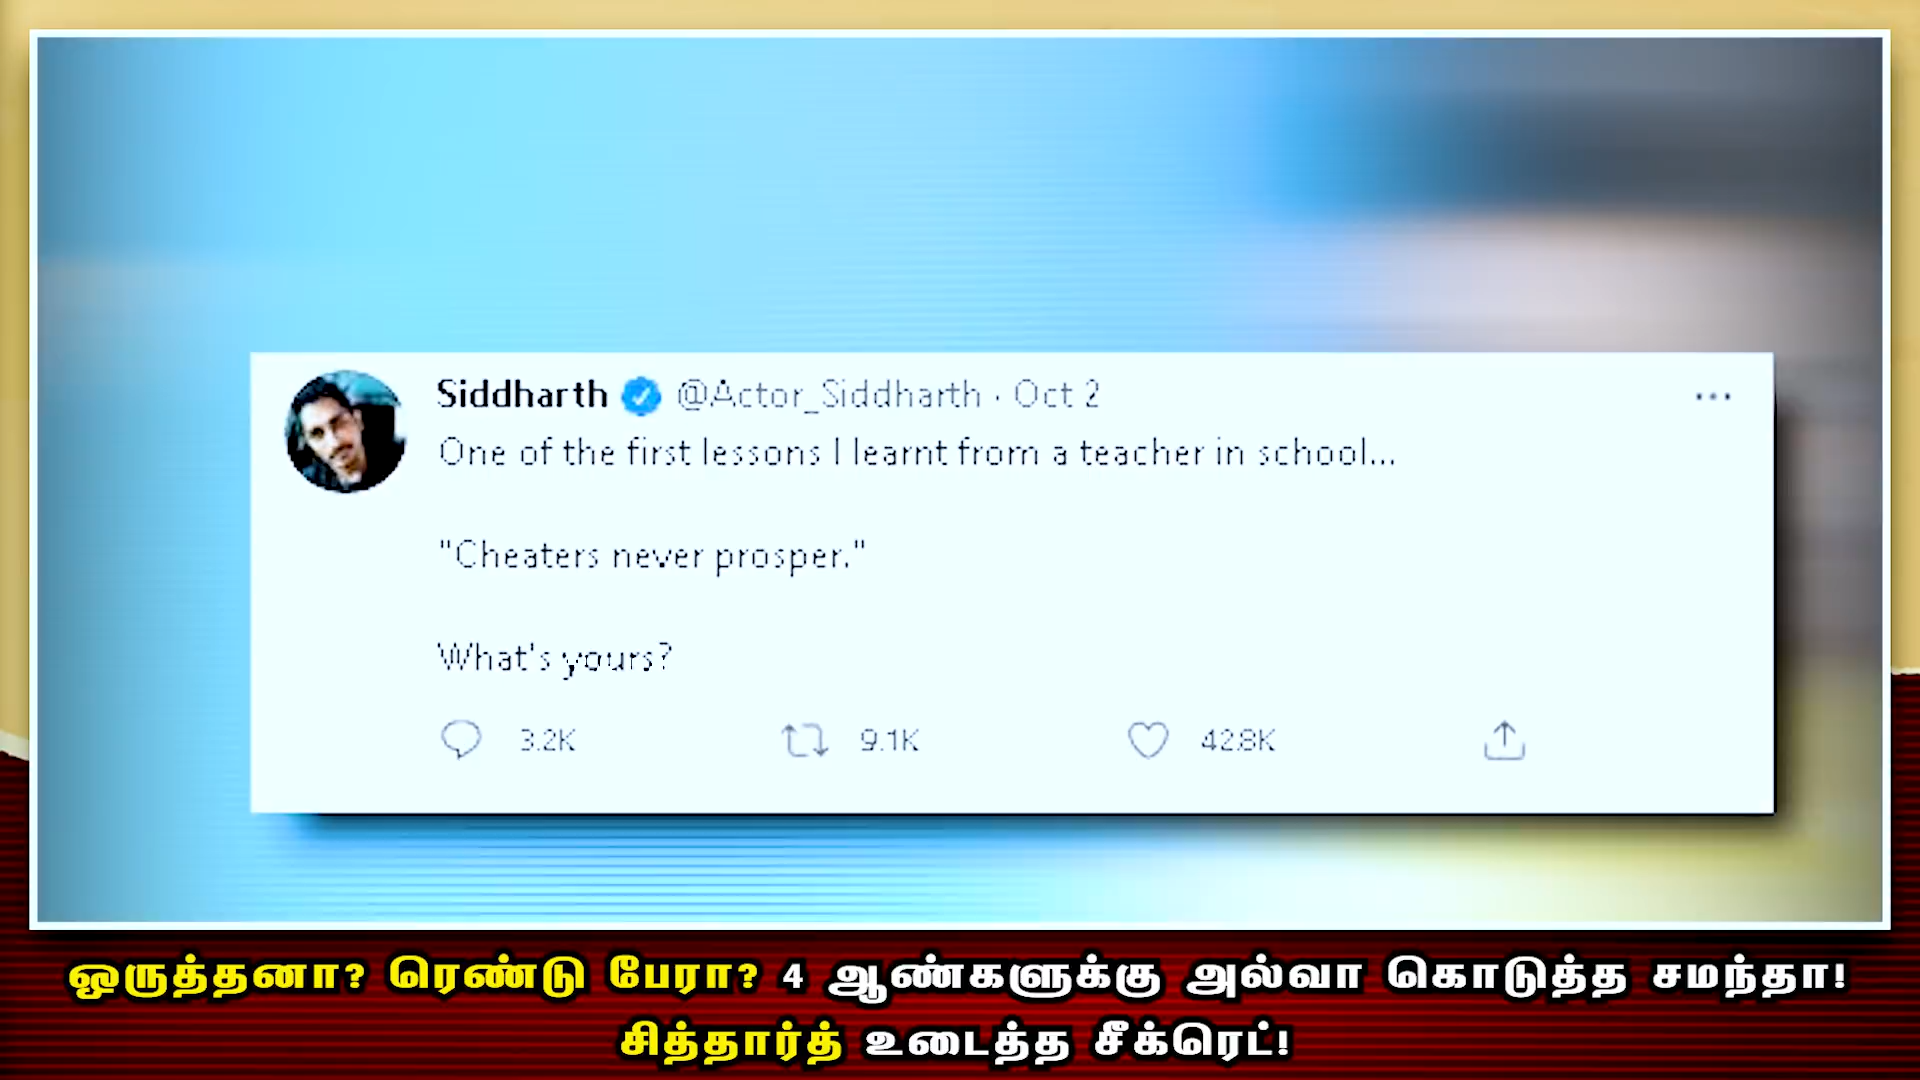 Siddharth @Actor_Siddharth · Oct 2
One of the first lessons I learnt from a teacher in school...
"Cheaters never prosper."
What's yours?
3.2K 9.1K 42.8K
ஒருத்தனா? ரெண்டு பேரா? 4 ஆண்களுக்கு அல்வா கொடுத்த சமந்தா!
சித்தார்த் உடைத்த சீக்ரெட்!